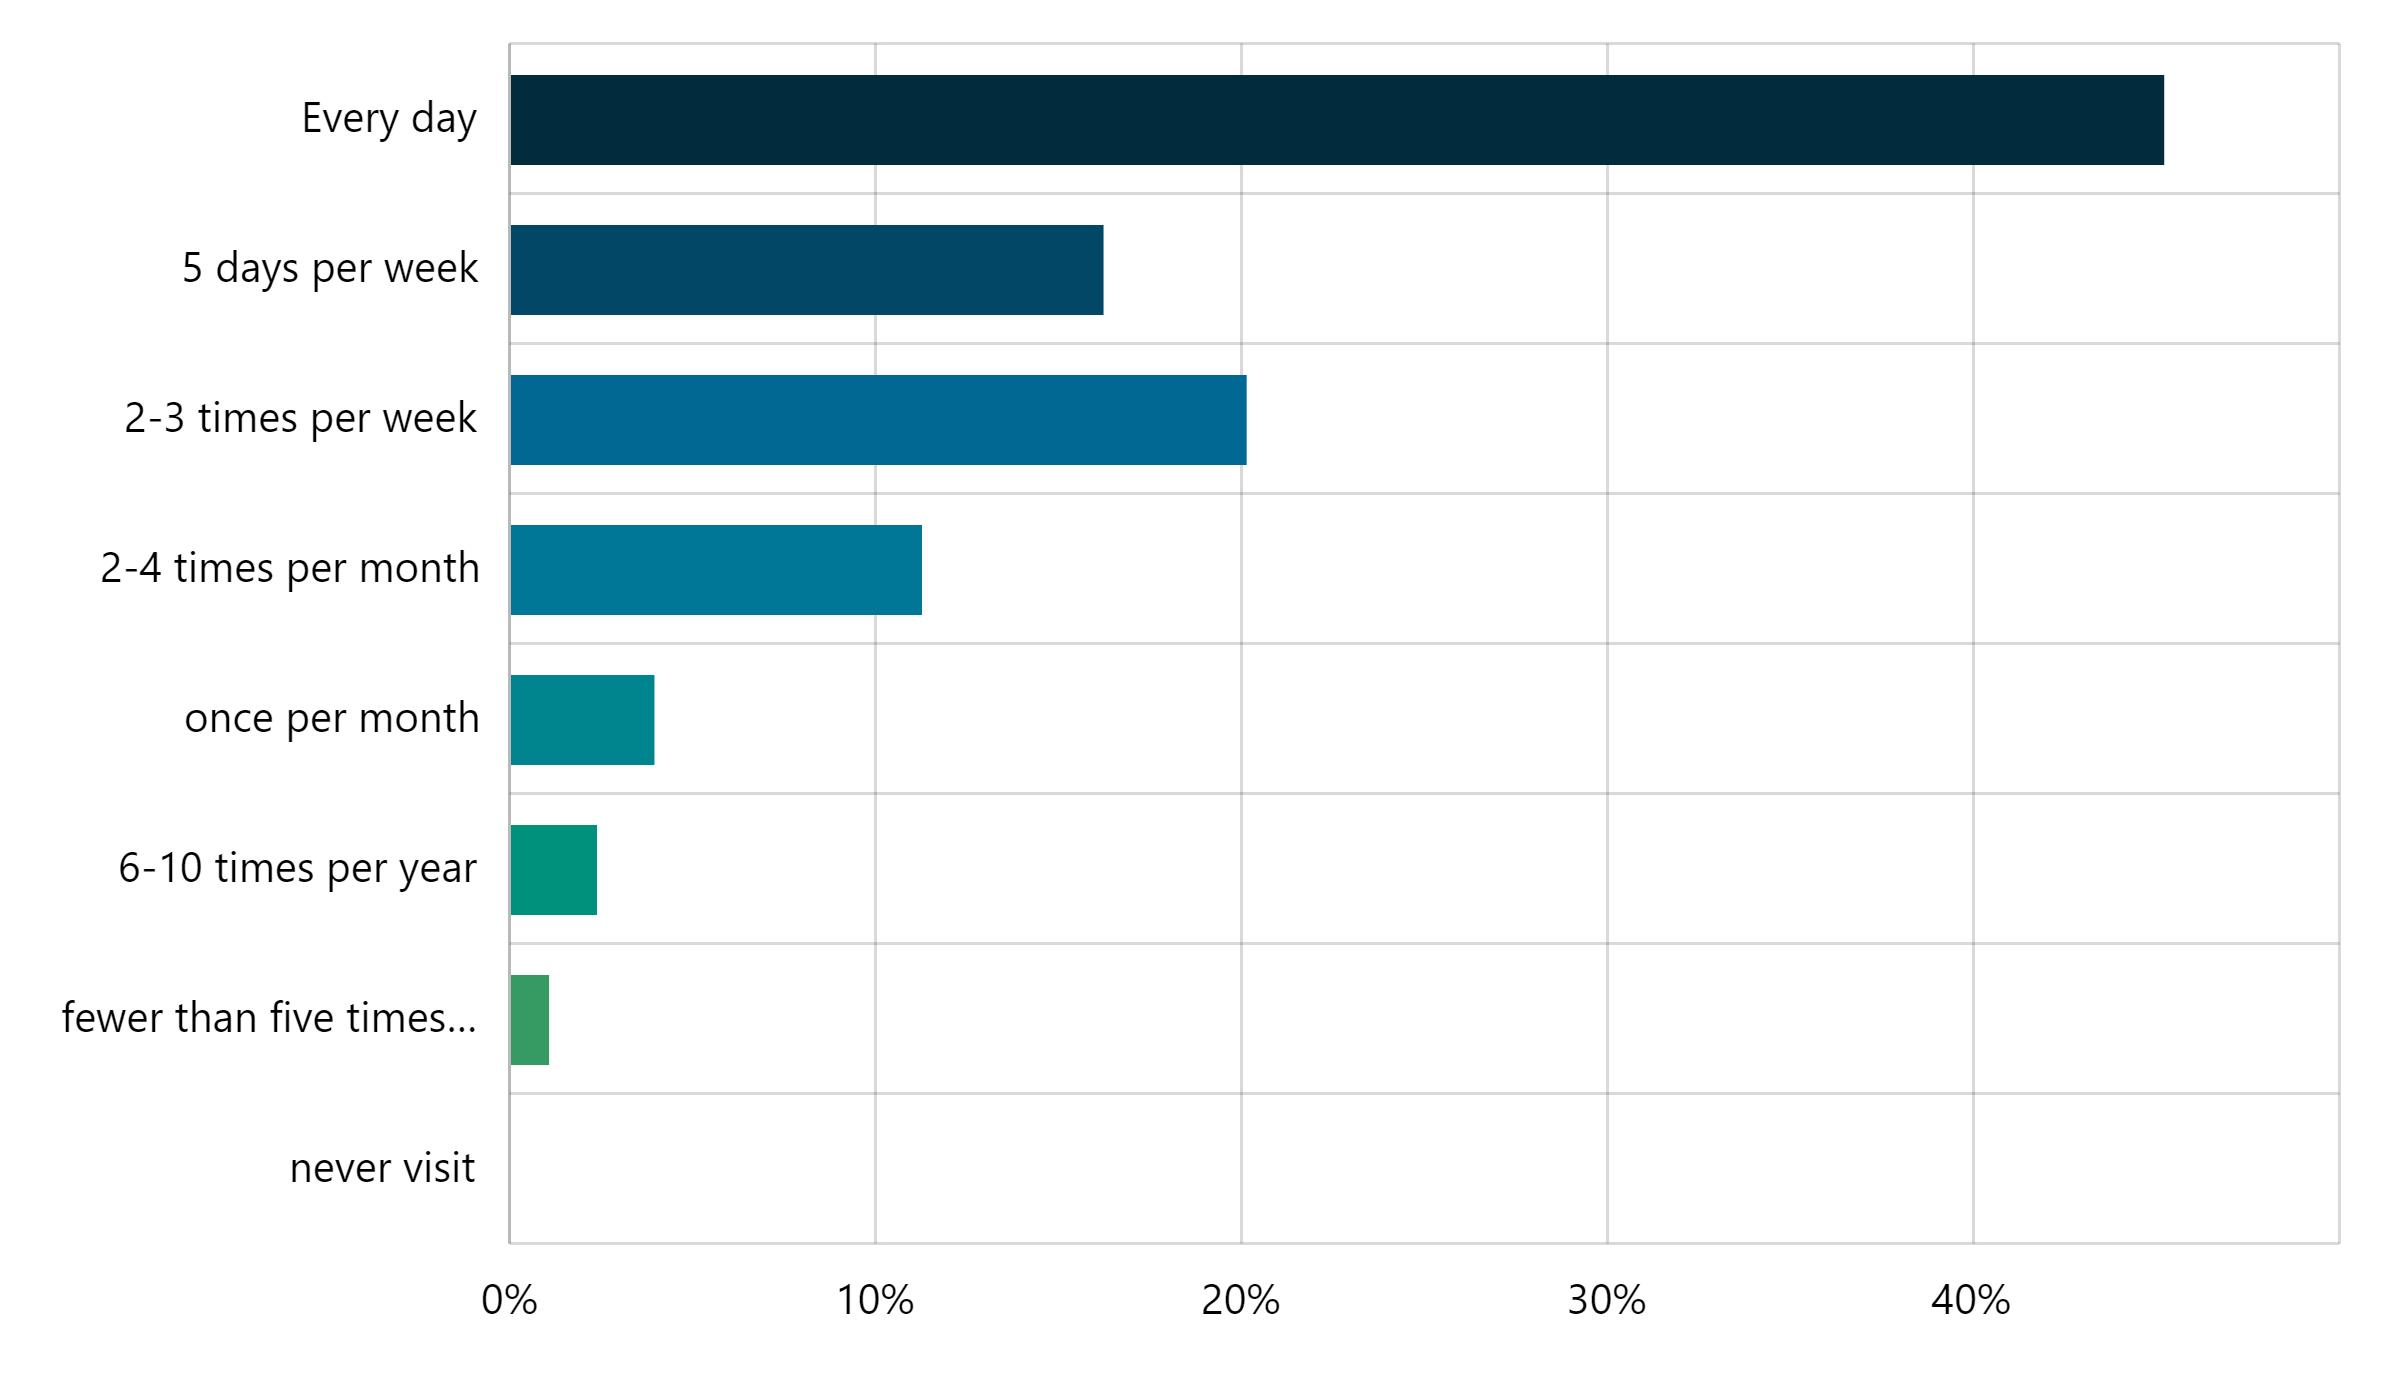 Every day
5 days per week
2-3 times per week
2-4 times per month
once per month
6-10 times per year
fewer than five times...
never visit
0% 10% 20% 30% 40%